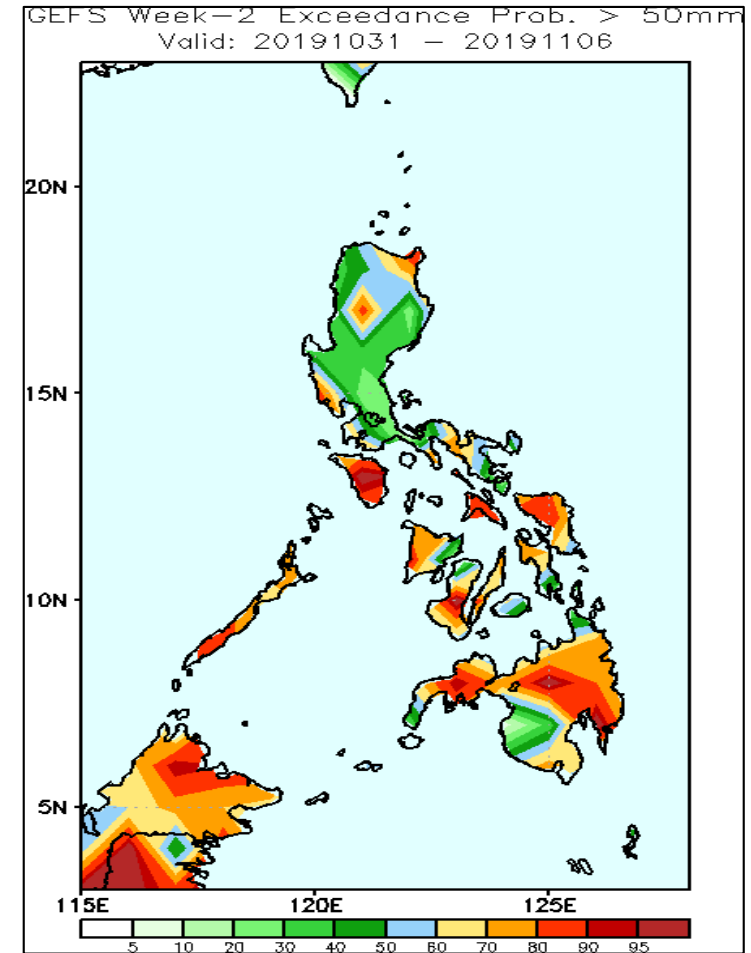 GEFS Week-2 Exceedance Prob. > 50mm
Valid: 20191031 - 20191106
20N
15N
10N
5N
115E 120E 125E
5 10 20 30 40 50 60 70 80 90 95